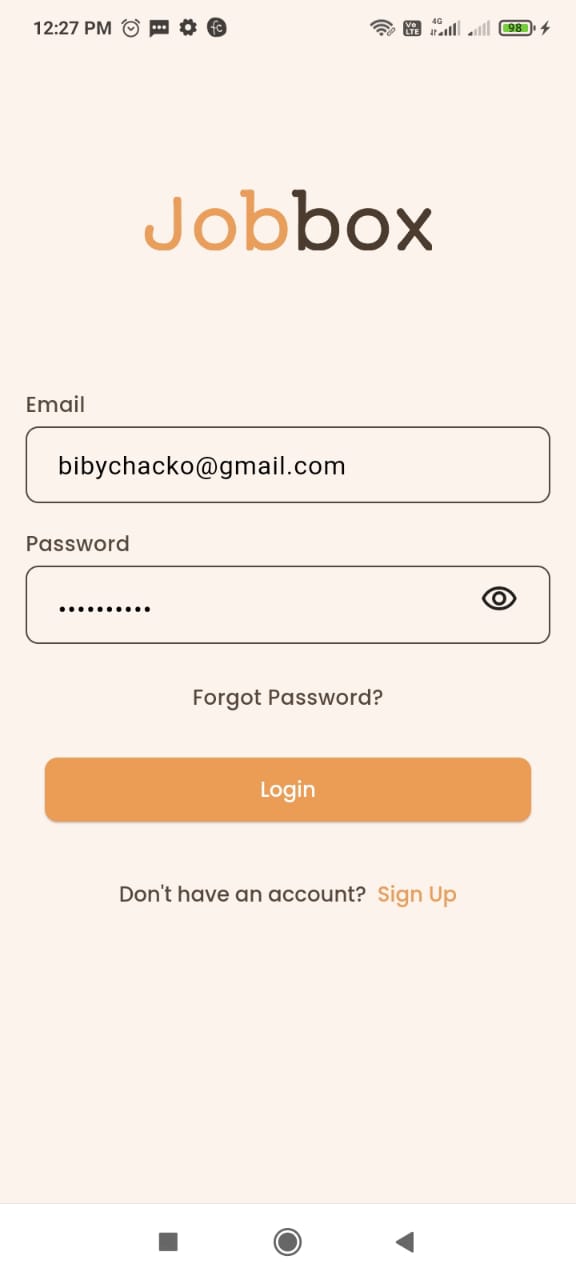 12:27 PM
Vo LTE 4G 98
Jobbox
Email
bibychacko@gmail.com
Password
••••••••••
Forgot Password?
Login
Don't have an account? Sign Up